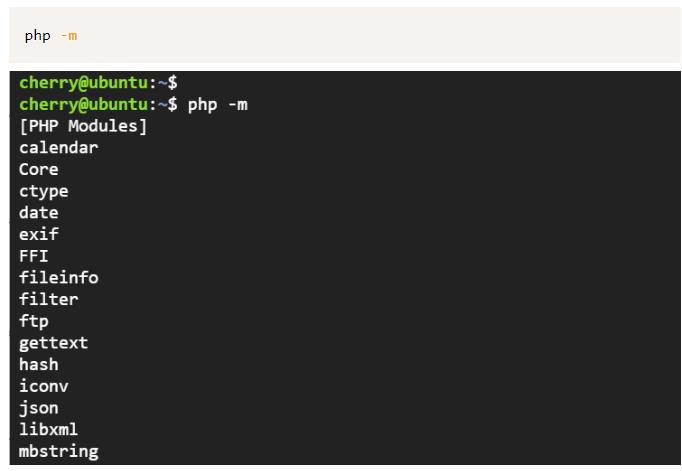 php -m
cherry@ubuntu:~$
cherry@ubuntu:~$ php -m
[PHP Modules]
calendar
Core
ctype
date
exif
FFI
fileinfo
filter
ftp
gettext
hash
iconv
json
libxml
mbstring